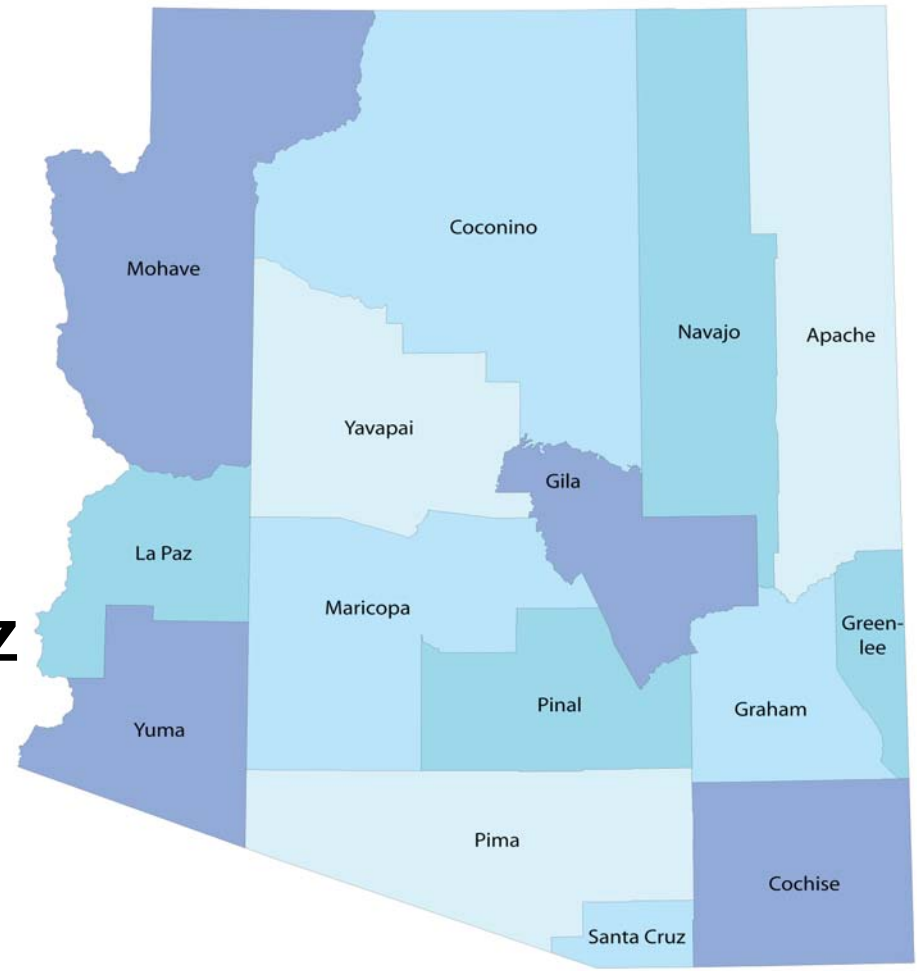 Coconino
Mohave
Navajo
Apache
Yavapai
Gila
La Paz
Maricopa
Green-
lee
z
Pinal
Graham
Yuma
Pima
Cochise
Santa Cruz